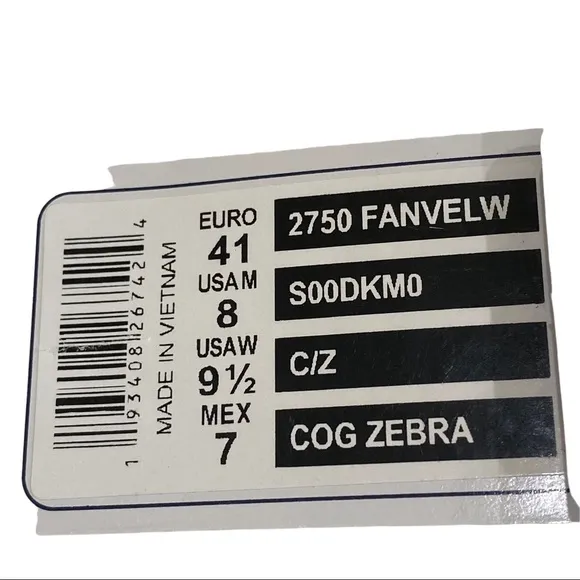 1 93408 26742 4
MADE IN VIETNAM
EURO
41
USAM
8
USAW
9 1/2
MEX
7
2750 FANVELW
S00DKM0
C/Z
COG ZEBRA